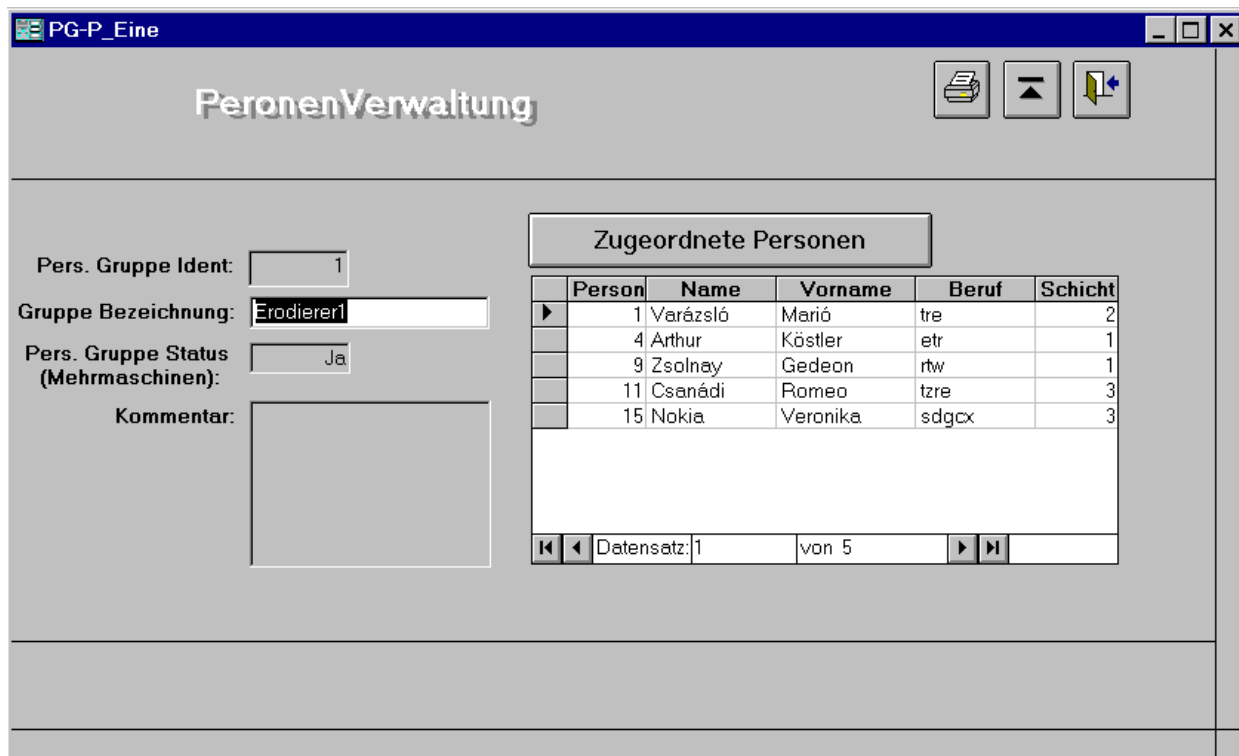 PG-P_Eine
PeronenVerwaltung
Zugeordnete Personen
Pers. Gruppe Ident: 1
Gruppe Bezeichnung: Erodierer1
Pers. Gruppe Status
(Mehrmaschinen): Ja
Kommentar:
Person Name Vorname Beruf Schicht
1 Varázsló Marió tre 2
4 Arthur Köstler etr 1
9 Zsolnay Gedeon rtw 1
11 Csanádi Romeo tzre 3
15 Nokia Veronika sdgcx 3
Datensatz: 1 von 5